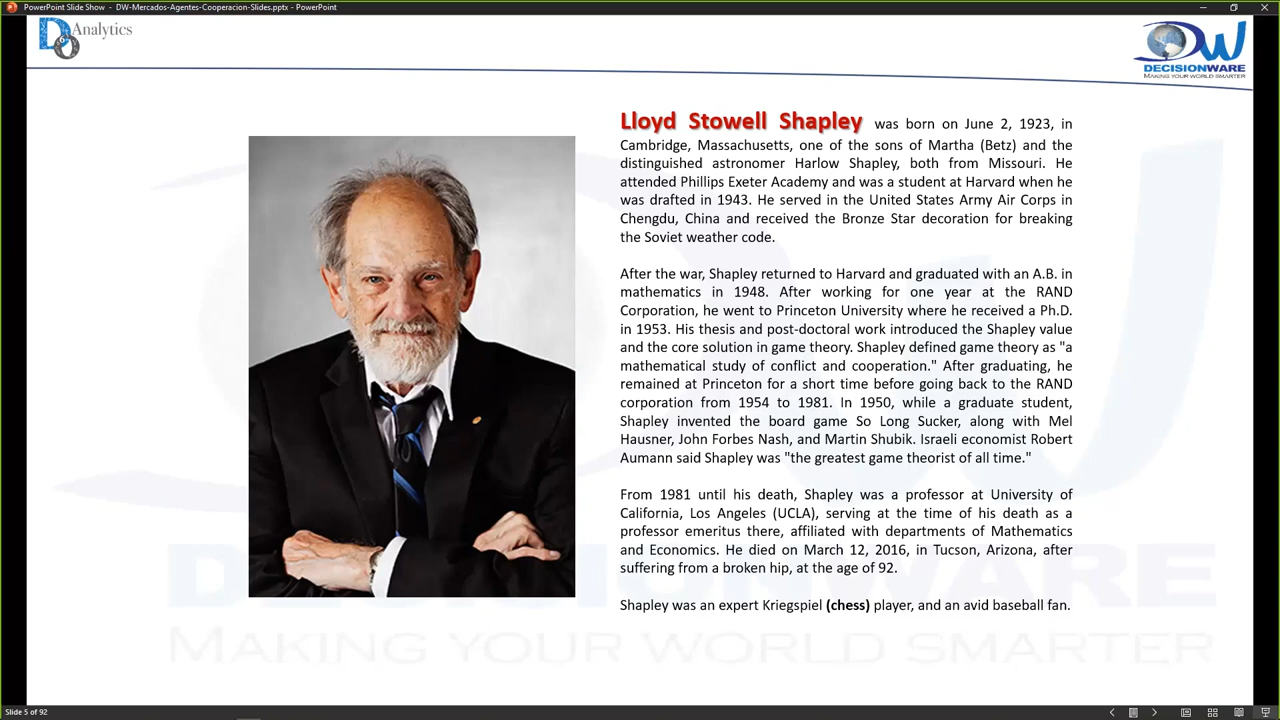 PowerPoint Slide Show - DW-Mercados-Agentes-Cooperacion-Slides.pptx - PowerPoint
DO Analytics
DW
DECISIONWARE
MAKING YOUR WORLD SMARTER
Lloyd Stowell Shapley was born on June 2, 1923, in
Cambridge, Massachusetts, one of the sons of Martha (Betz) and the
distinguished astronomer Harlow Shapley, both from Missouri. He
attended Phillips Exeter Academy and was a student at Harvard when he
was drafted in 1943. He served in the United States Army Air Corps in
Chengdu, China and received the Bronze Star decoration for breaking
the Soviet weather code.
After the war, Shapley returned to Harvard and graduated with an A.B. in
mathematics in 1948. After working for one year at the RAND
Corporation, he went to Princeton University where he received a Ph.D.
in 1953. His thesis and post-doctoral work introduced the Shapley value
and the core solution in game theory. Shapley defined game theory as "a
mathematical study of conflict and cooperation." After graduating, he
remained at Princeton for a short time before going back to the RAND
corporation from 1954 to 1981. In 1950, while a graduate student,
Shapley invented the board game So Long Sucker, along with Mel
Hausner, John Forbes Nash, and Martin Shubik. Israeli economist Robert
Aumann said Shapley was "the greatest game theorist of all time."
From 1981 until his death, Shapley was a professor at University of
California, Los Angeles (UCLA), serving at the time of his death as a
professor emeritus there, affiliated with departments of Mathematics
and Economics. He died on March 12, 2016, in Tucson, Arizona, after
suffering from a broken hip, at the age of 92.
Shapley was an expert Kriegspiel (chess) player, and an avid baseball fan.
DECISIONWARE
MAKING YOUR WORLD SMARTER
Slide 5 of 92